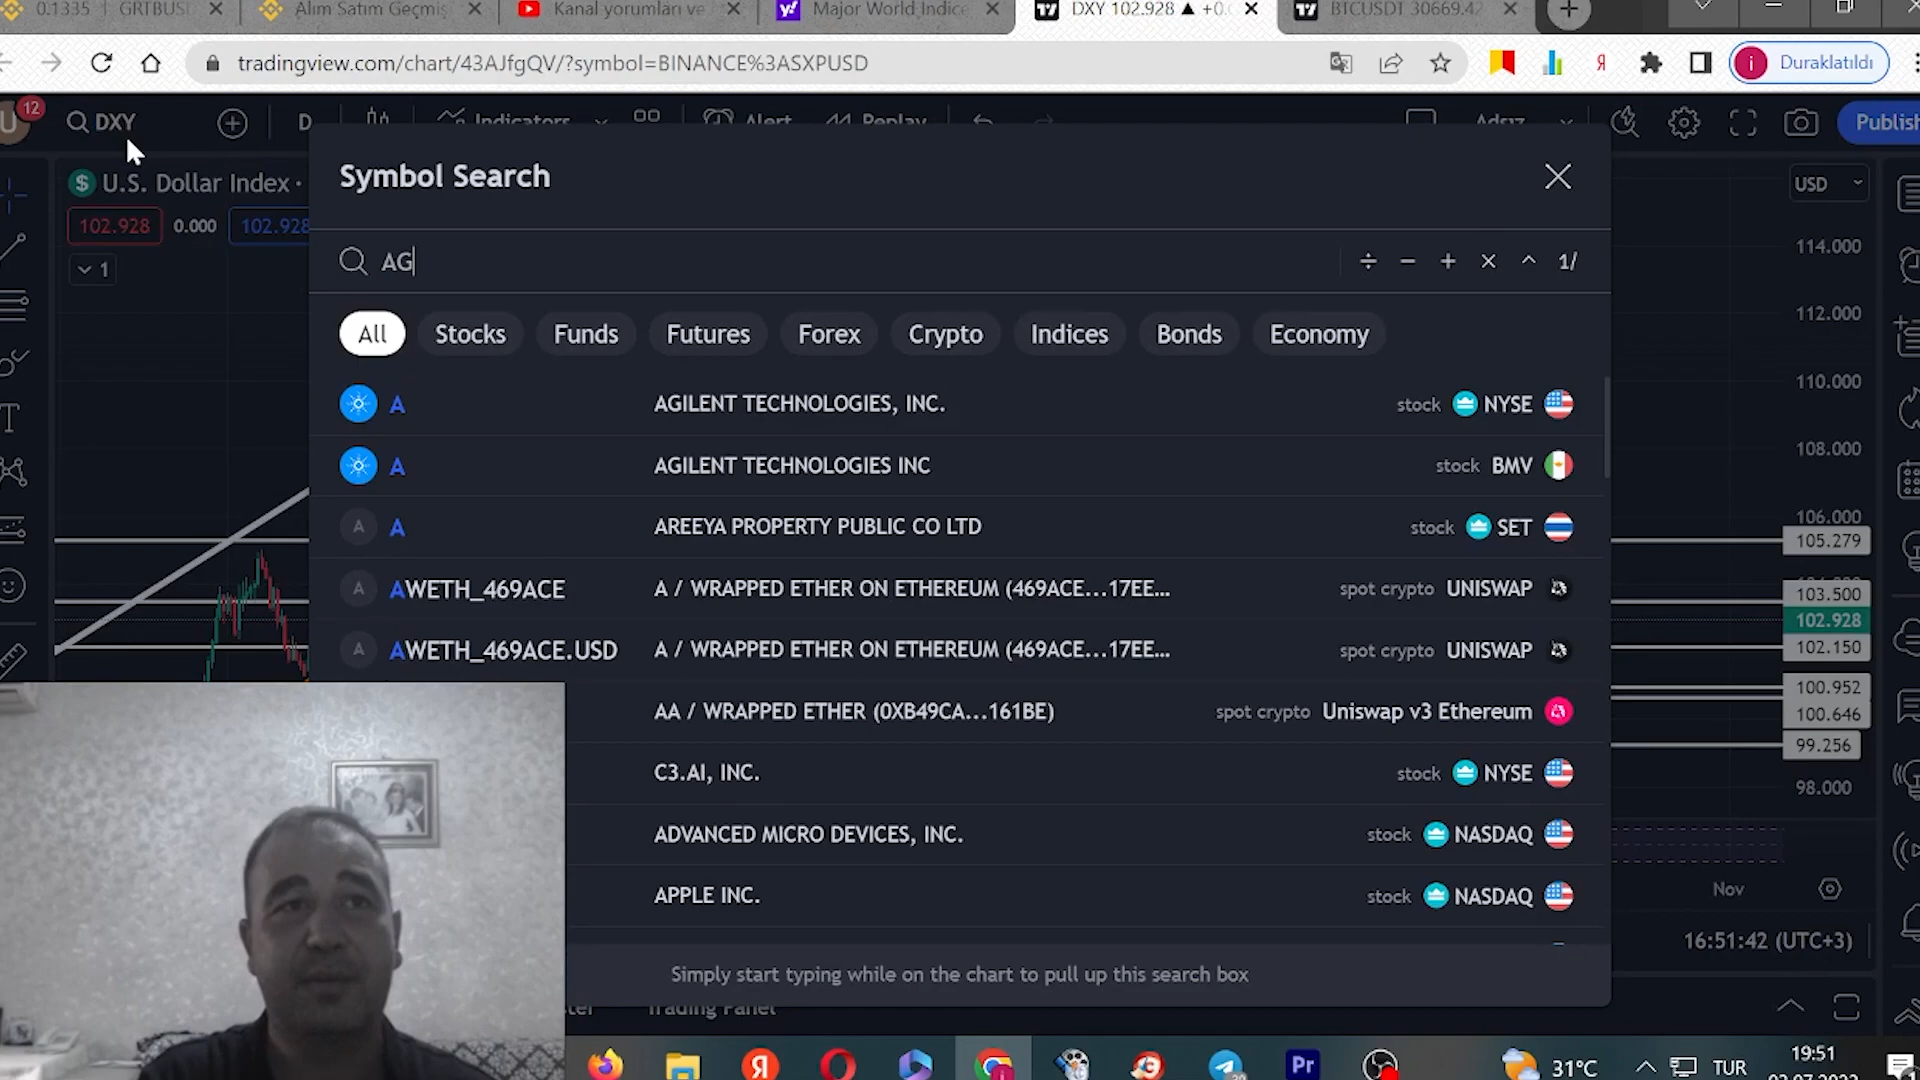 0.1335 | GRTBUSI
Alım Satım Geçmiş
Kanal yorumları ve
Major World Indice
DXY 102.928 ▲ +0.
BTCUSDT 30669.42
tradingview.com/chart/43AJfgQV/?symbol=BINANCE%3ASXPUSD
Duraklatıldı
12
U
DXY
D
Indicators
Alert
Replay
Adsız
Publish
U.S. Dollar Index ·
102.928
0.000
102.928
1
Symbol Search
AG
÷ − + × ^ 1/
All
Stocks
Funds
Futures
Forex
Crypto
Indices
Bonds
Economy
A AGILENT TECHNOLOGIES, INC. stock NYSE
A AGILENT TECHNOLOGIES INC stock BMV
A A AREEYA PROPERTY PUBLIC CO LTD stock SET
A AWETH_469ACE A / WRAPPED ETHER ON ETHEREUM (469ACE...17EE... spot crypto UNISWAP
A AWETH_469ACE.USD A / WRAPPED ETHER ON ETHEREUM (469ACE...17EE... spot crypto UNISWAP
AA / WRAPPED ETHER (0XB49CA...161BE) spot crypto Uniswap v3 Ethereum
C3.AI, INC. stock NYSE
ADVANCED MICRO DEVICES, INC. stock NASDAQ
APPLE INC. stock NASDAQ
Simply start typing while on the chart to pull up this search box
USD
114.000
112.000
110.000
108.000
106.000
105.279
103.500
102.928
102.150
100.952
100.646
99.256
98.000
Nov
16:51:42 (UTC+3)
Trading Panel
31°C
TUR
19:51